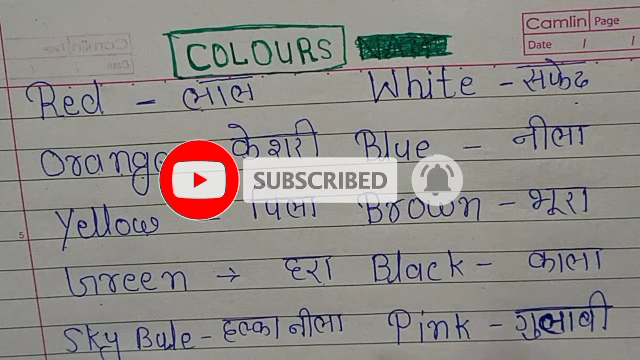 Camlin Page
Date / /
COLOURS
Red - लाल White - सफेद
Orange केशरी Blue - नीला
SUBSCRIBED
Yellow - पिला Brown - भूरा
Green → हरा Black - काला
Sky Bule - हल्का नीला Pink - गुलाबी